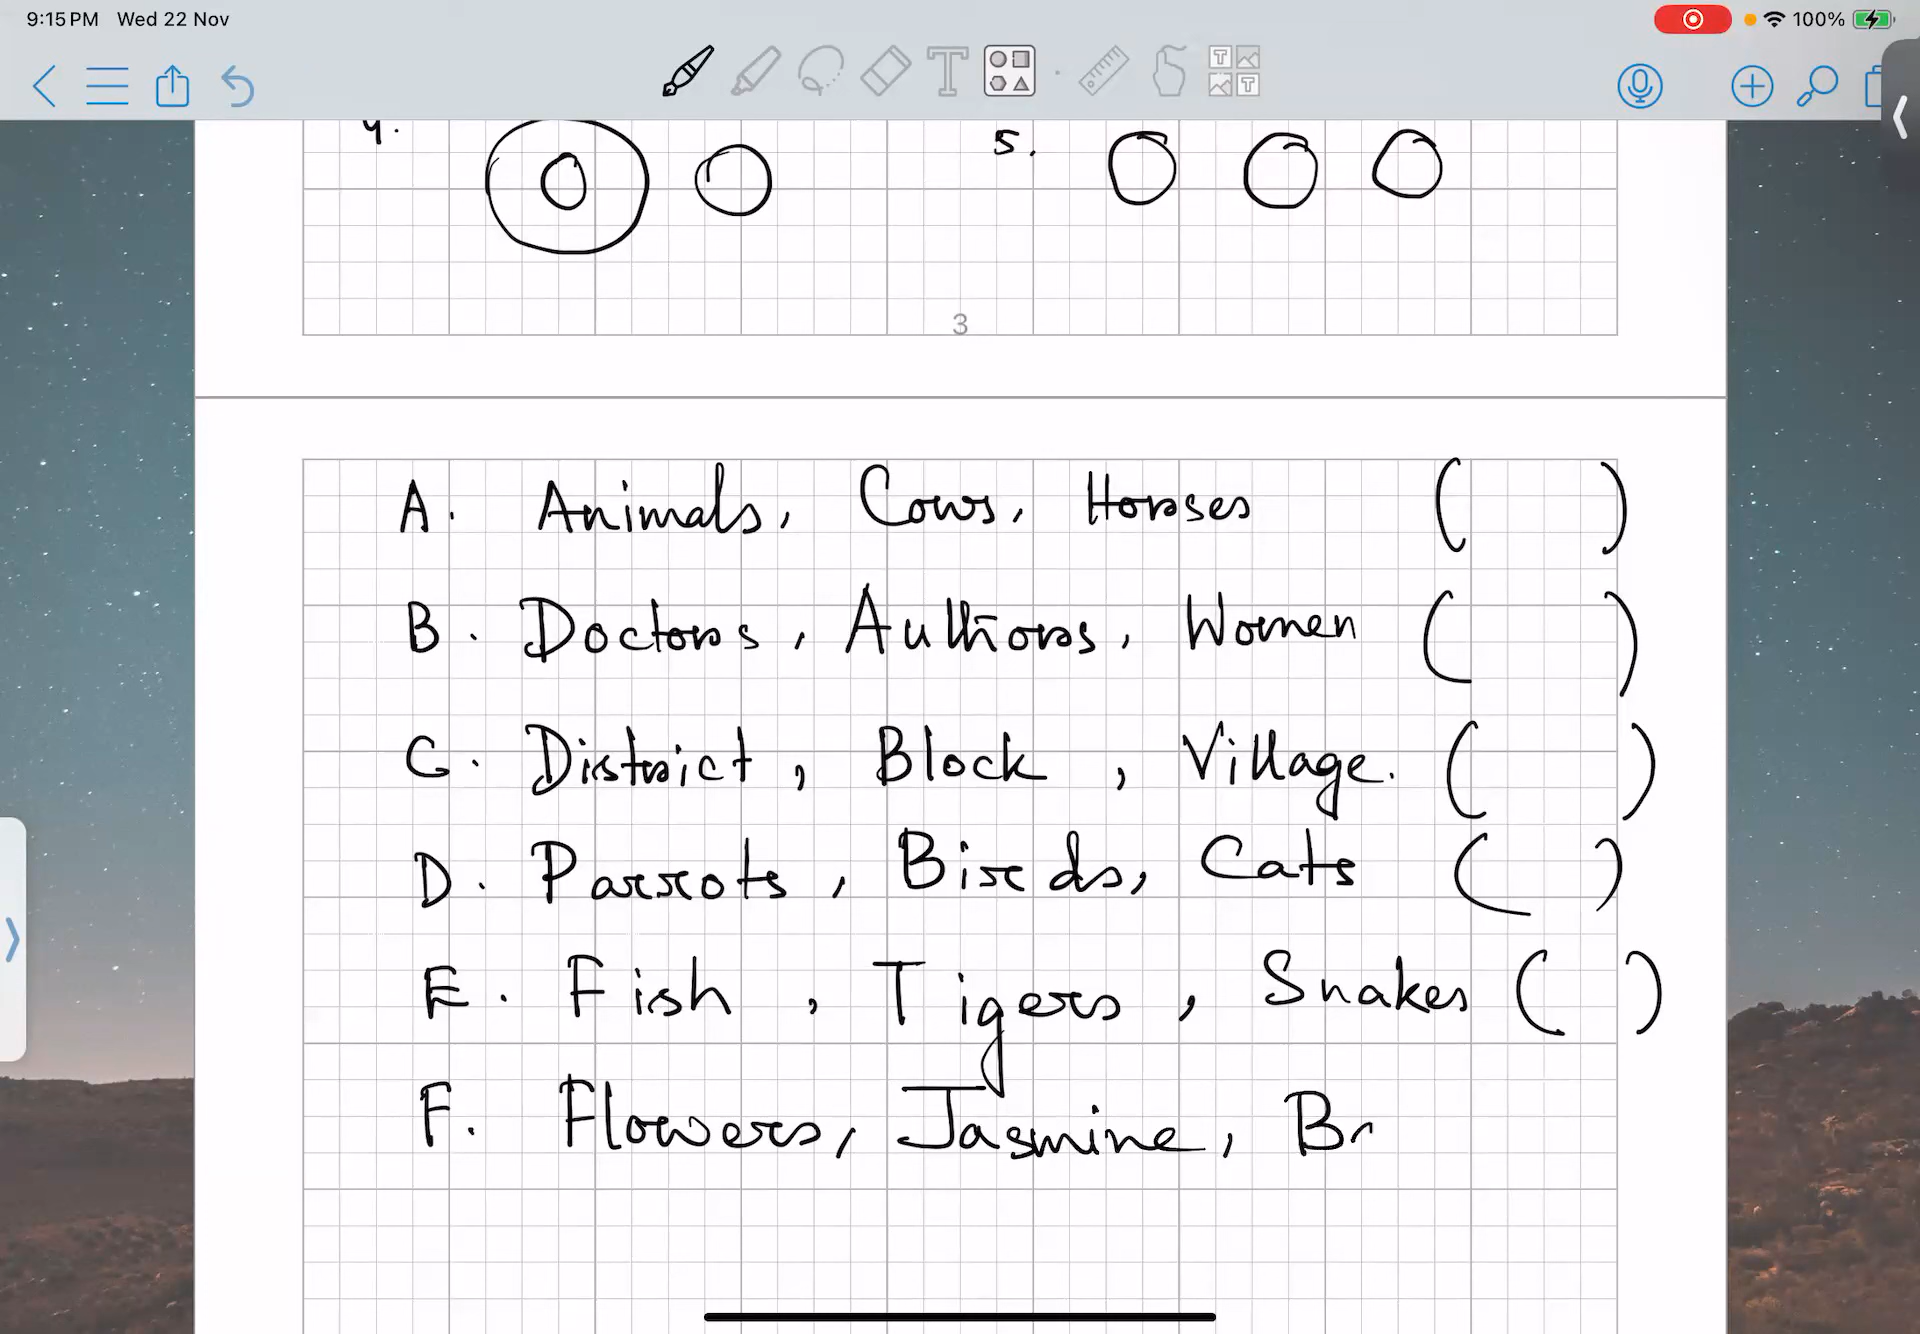 9:15 PM Wed 22 Nov
100%
4.
5.
3
A. Animals, Cows, Horses ( )
B. Doctors, Authors, Women ( )
C. District, Block, Village. ( )
D. Parrots, Birds, Cats ( )
E. Fish, Tigers, Snakes ( )
F. Flowers, Jasmine, B